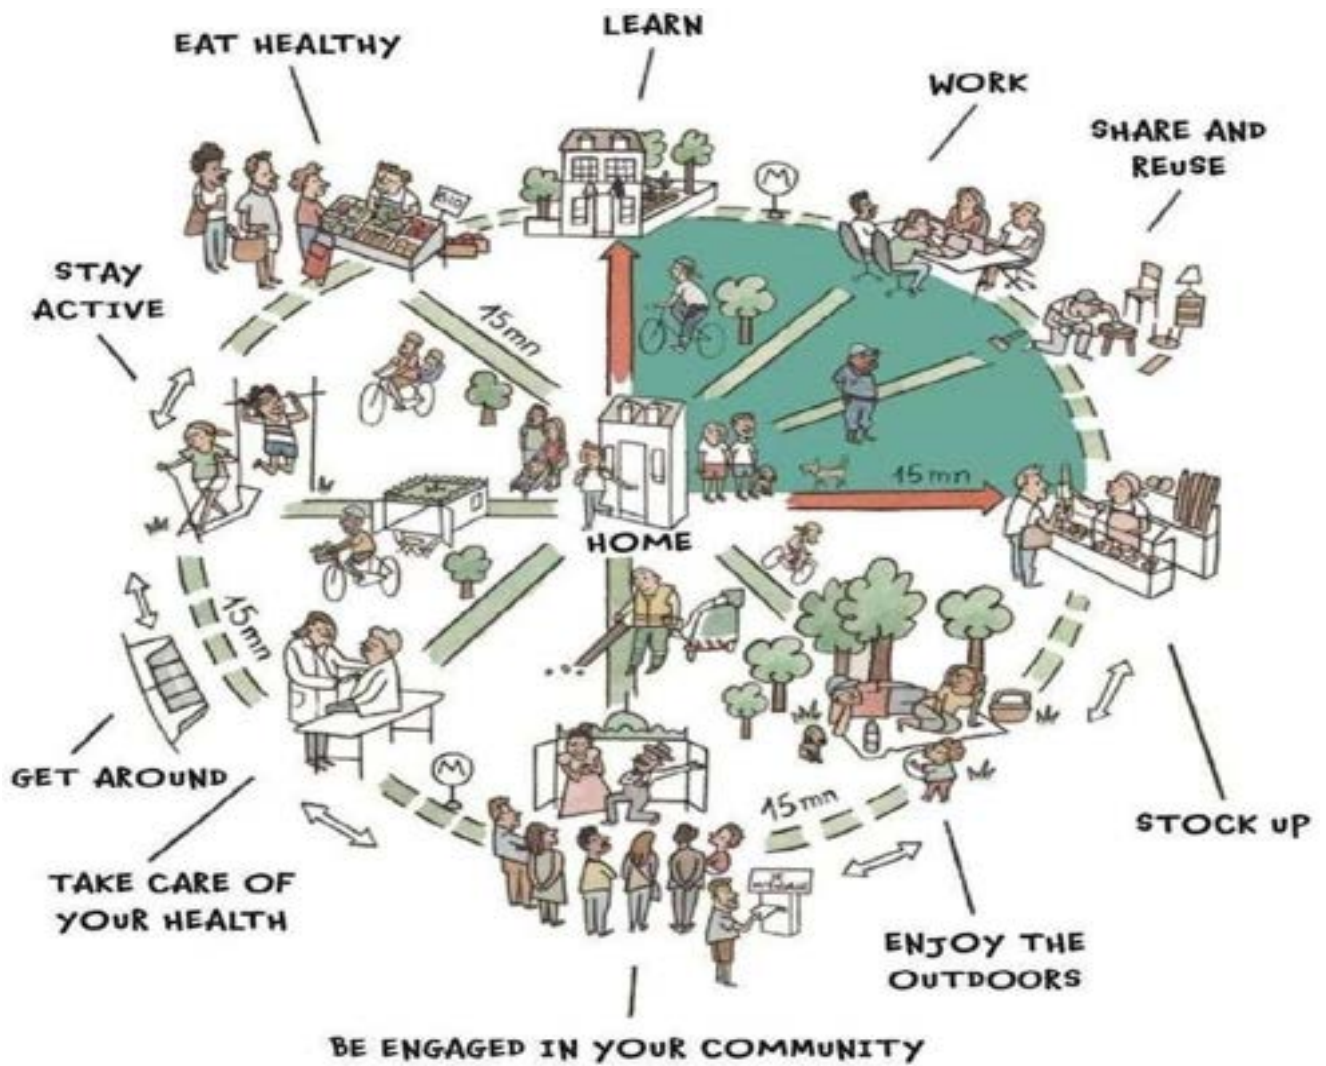 LEARN
EAT HEALTHY
WORK
SHARE AND
REUSE
M
BIO
STAY
ACTIVE
15mn
15mn
HOME
15mn
GET AROUND
M
15mn
STOCK UP
TAKE CARE OF
YOUR HEALTH
ENJOY THE
OUTDOORS
BE ENGAGED IN YOUR COMMUNITY